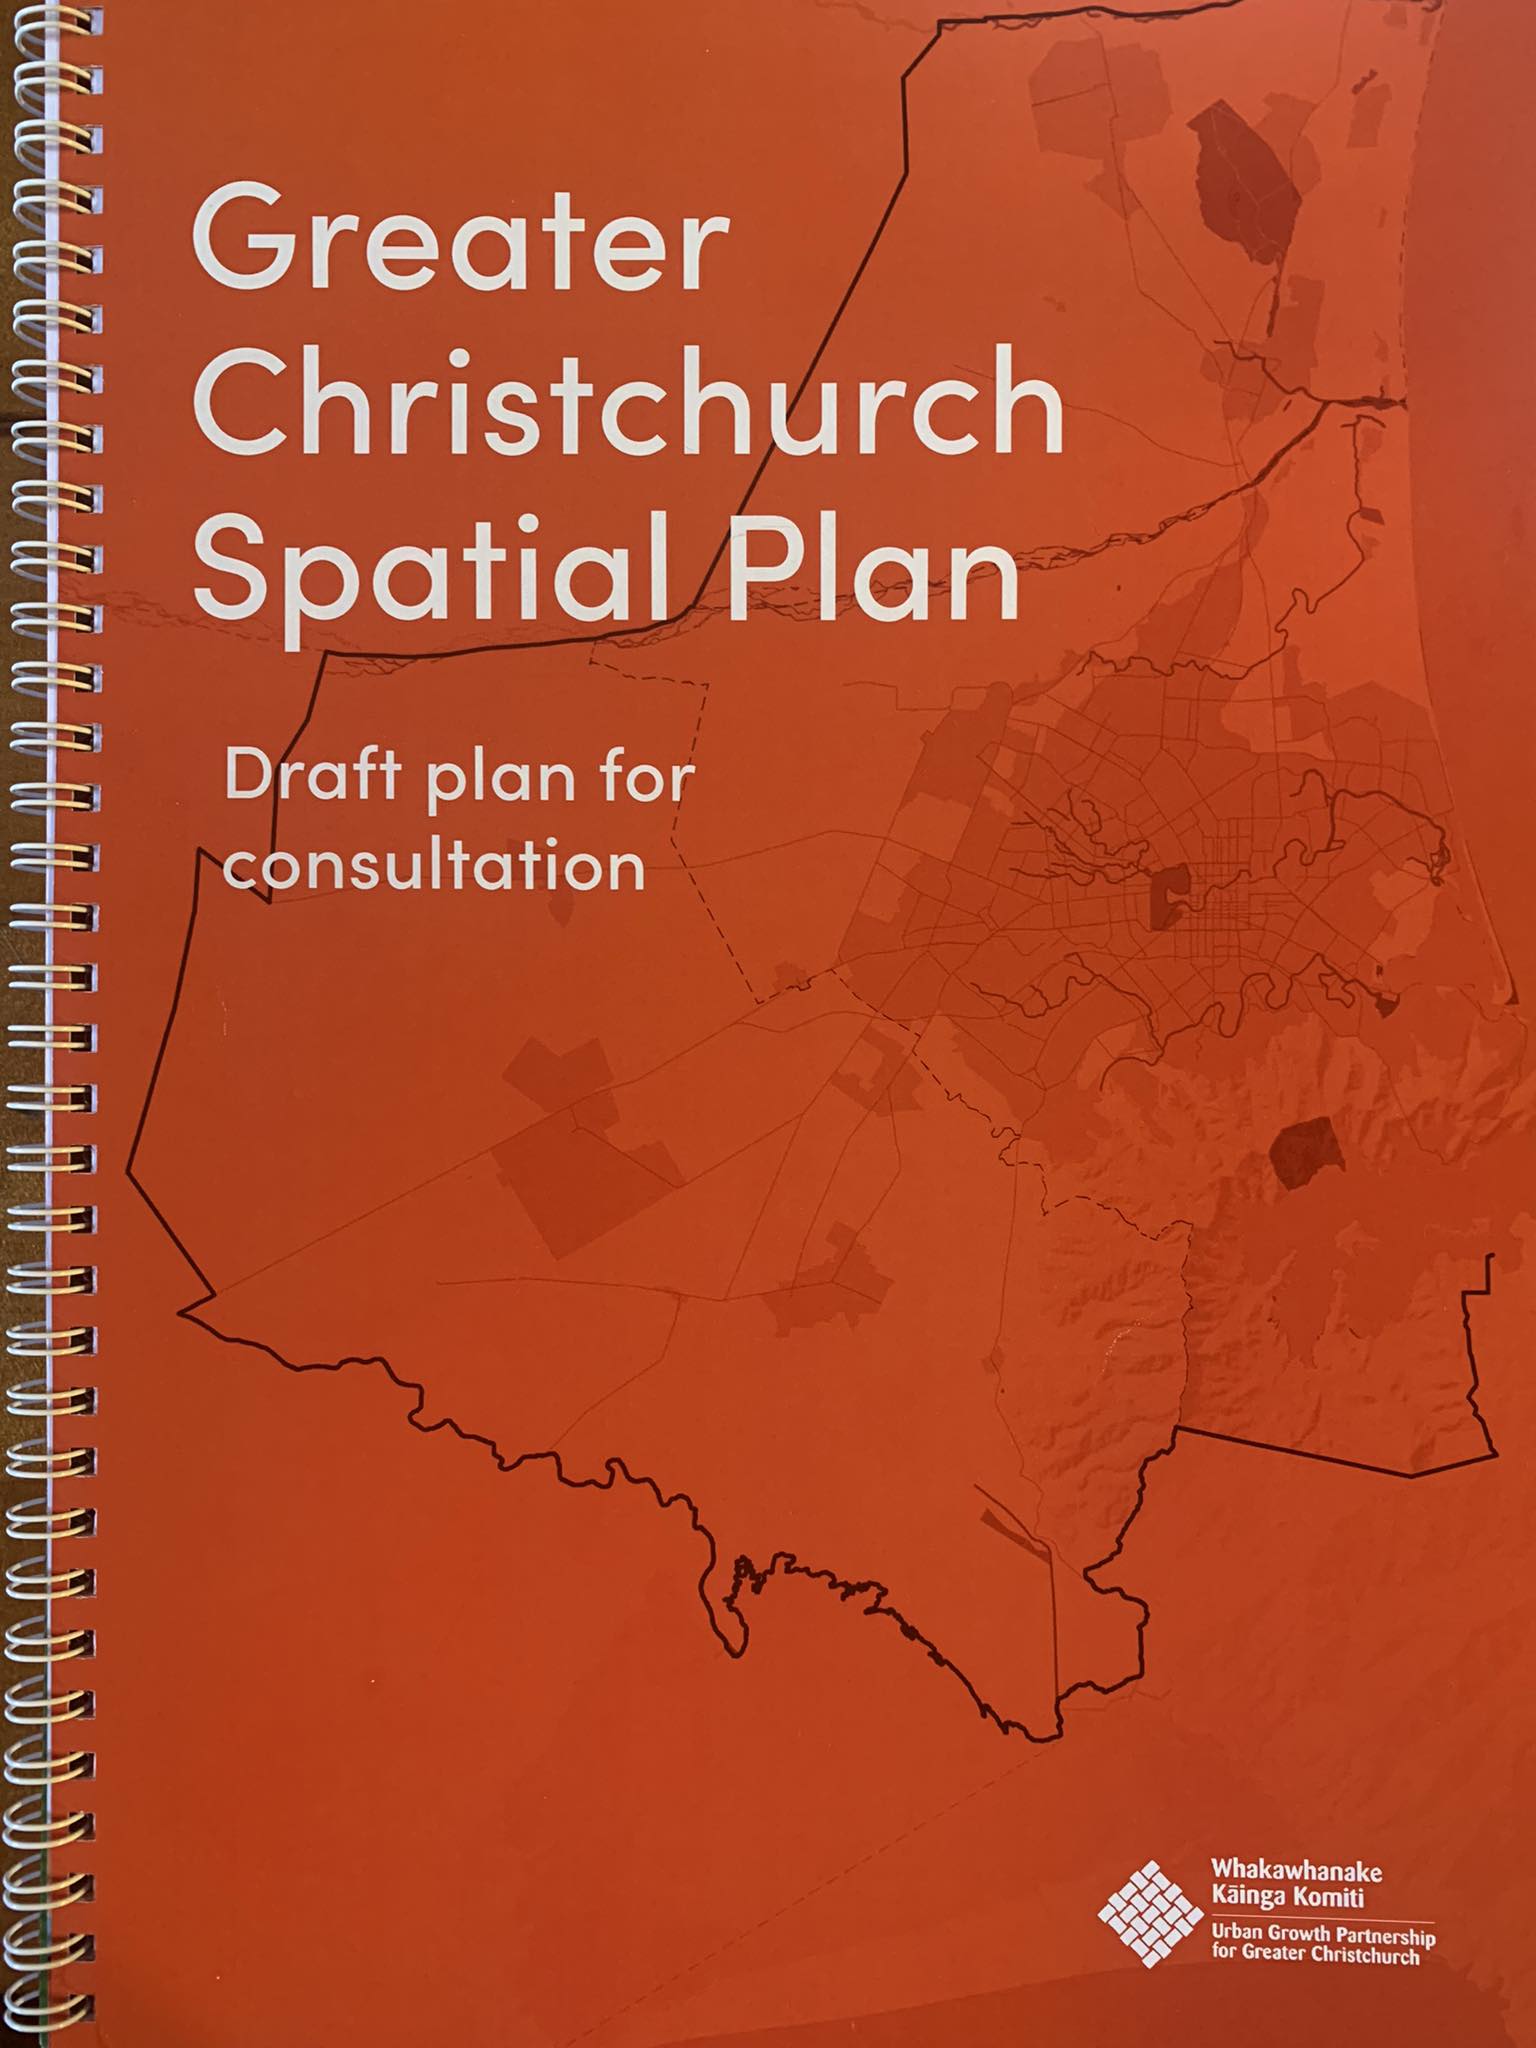 Greater
Christchurch
Spatial Plan
Draft plan for
consultation
Whakawhanake
Kāinga Komiti
Urban Growth Partnership
for Greater Christchurch